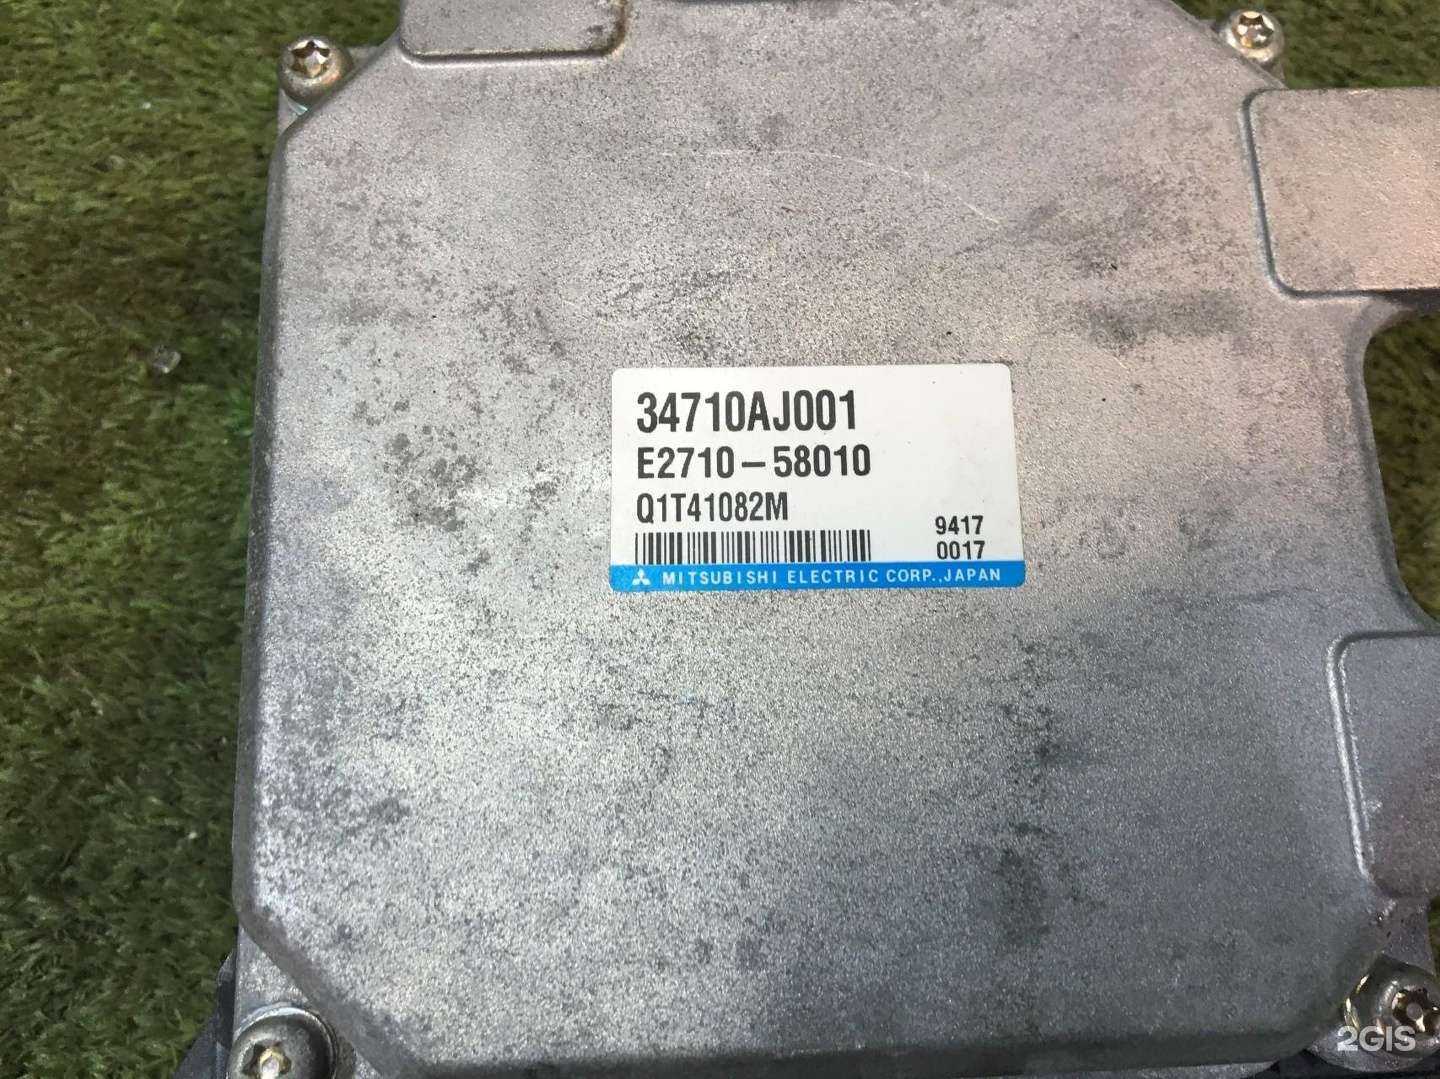 34710AJ001
E2710-58010
Q1T41082M
9417
0017
MITSUBISHI ELECTRIC CORP.,JAPAN
2GIS